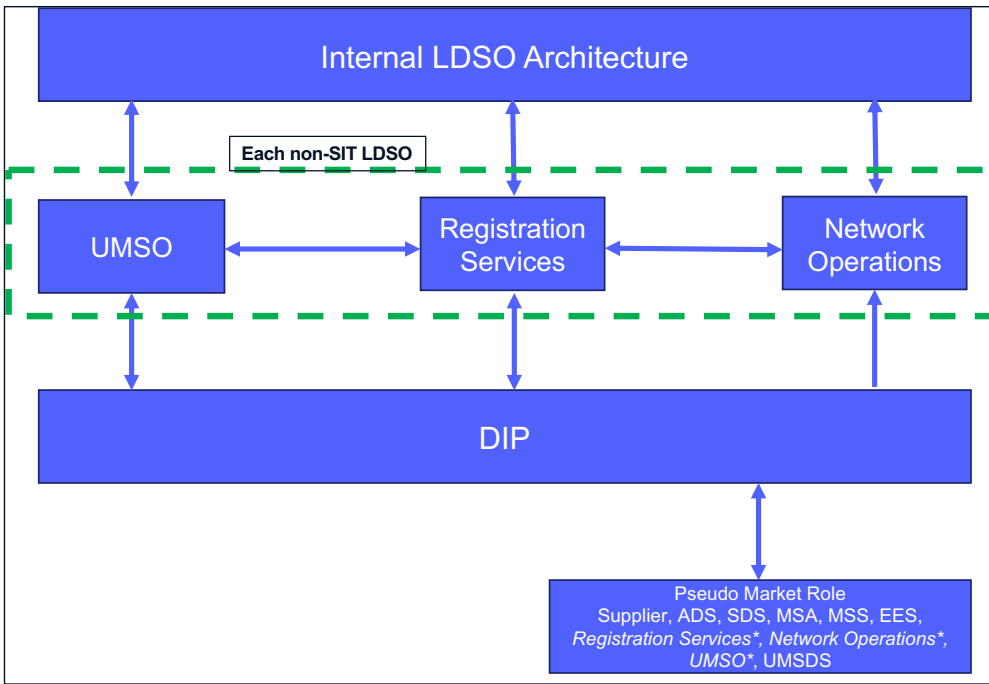 Internal LDSO Architecture
Each non-SIT LDSO
UMSO
Registration
Services
Network
Operations
DIP
Pseudo Market Role
Supplier, ADS, SDS, MSA, MSS, EES,
Registration Services*, Network Operations*,
UMSO*, UMSDS